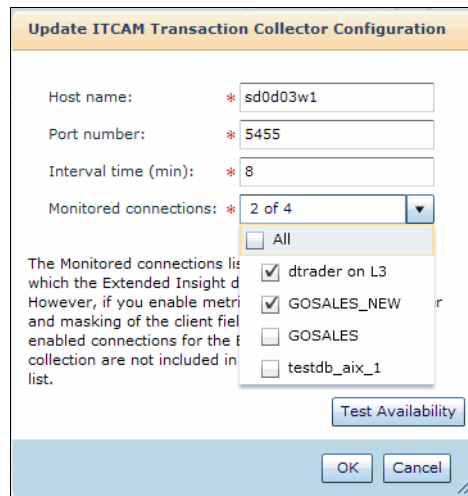 Update ITCAM Transaction Collector Configuration
Host name: * sd0d03w1
Port number: * 5455
Interval time (min): * 8
Monitored connections: * 2 of 4
All
dtrader on L3
GOSALES_NEW
GOSALES
testdb_aix_1
The Monitored connections lis
which the Extended Insight d
However, if you enable metri r
and masking of the client fiel
enabled connections for the E
collection are not included in
list.
Test Availability
OK Cancel